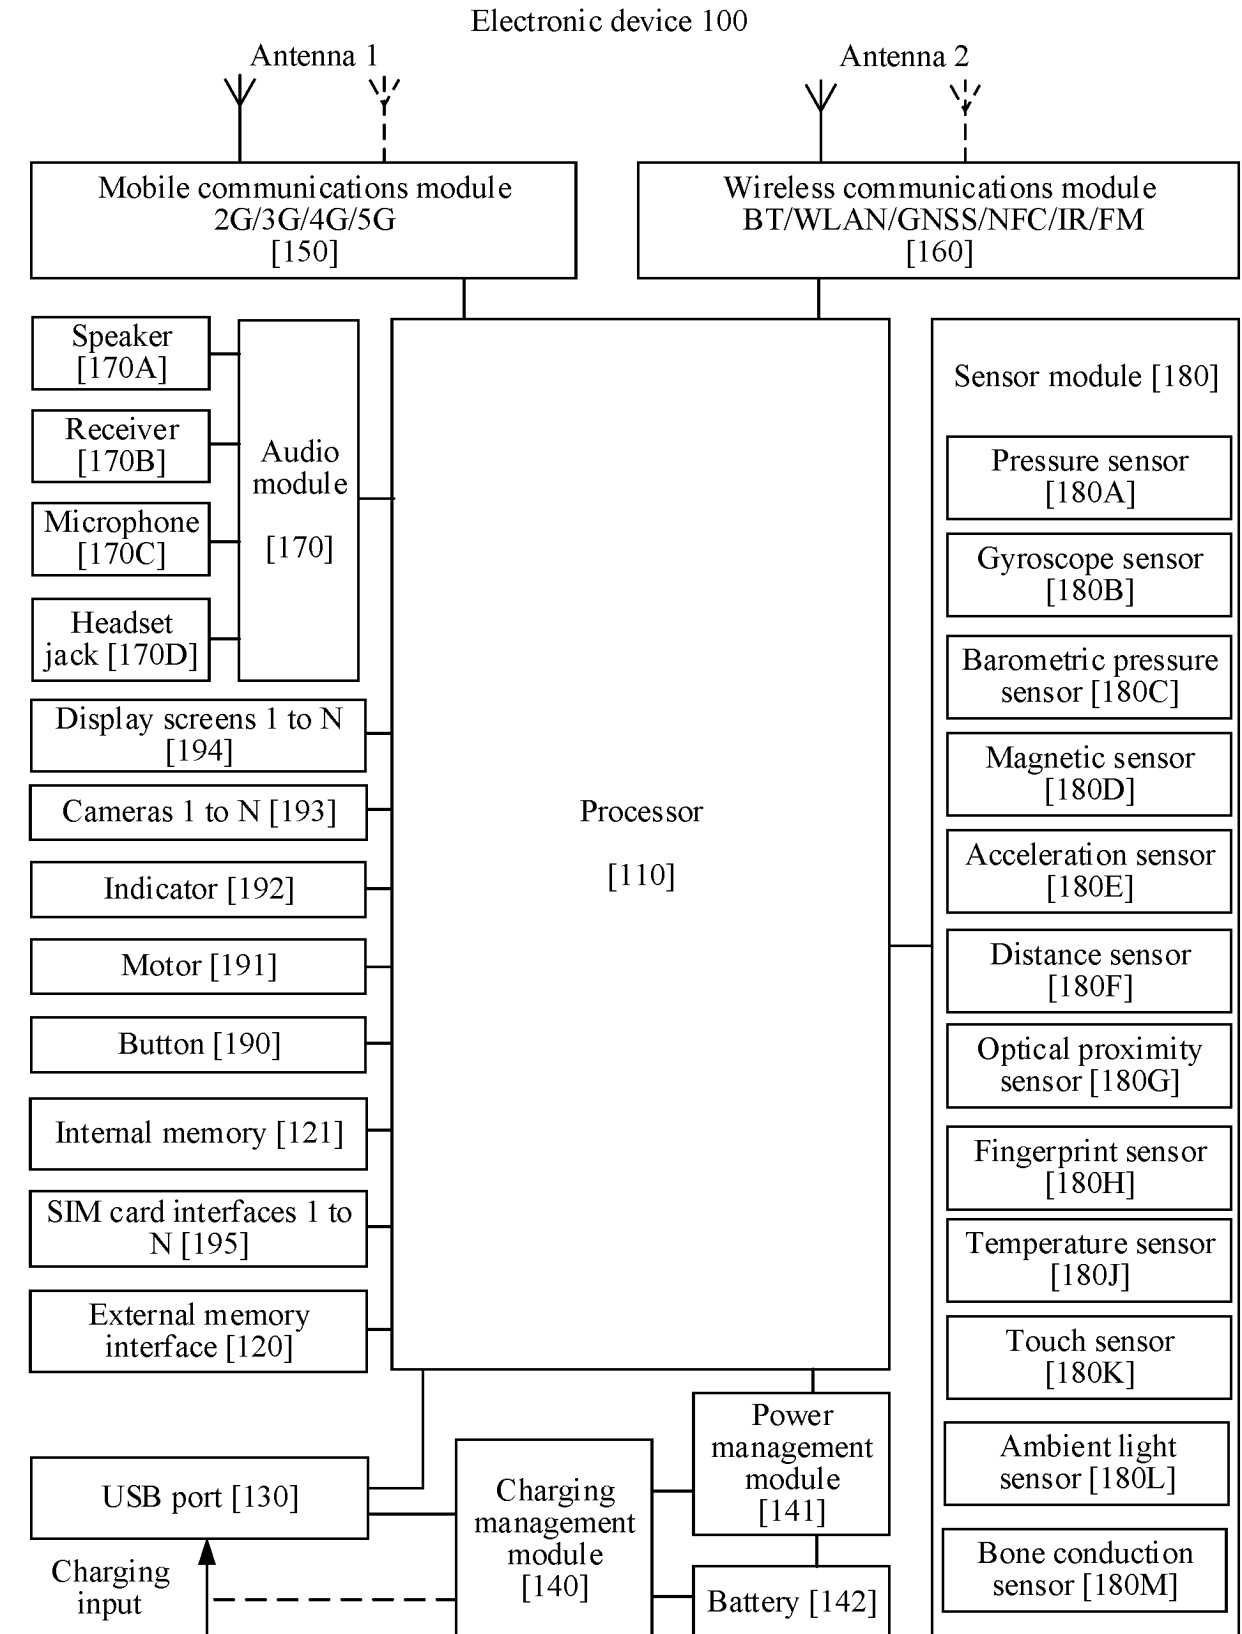 Electronic device 100
Antenna 1
Antenna 2
Mobile communications module
2G/3G/4G/5G
[150]
Wireless communications module
BT/WLAN/GNSS/NFC/IR/FM
[160]
Speaker
[170A]
Receiver
[170B]
Microphone
[170C]
Headset
jack [170D]
Audio
module
[170]
Display screens 1 to N
[194]
Cameras 1 to N [193]
Indicator [192]
Motor [191]
Button [190]
Internal memory [121]
SIM card interfaces 1 to
N [195]
External memory
interface [120]
Processor
[110]
Sensor module [180]
Pressure sensor
[180A]
Gyroscope sensor
[180B]
Barometric pressure
sensor [180C]
Magnetic sensor
[180D]
Acceleration sensor
[180E]
Distance sensor
[180F]
Optical proximity
sensor [180G]
Fingerprint sensor
[180H]
Temperature sensor
[180J]
Touch sensor
[180K]
Ambient light
sensor [180L]
Bone conduction
sensor [180M]
USB port [130]
Charging
input
Charging
management
module
[140]
Power
management
module
[141]
Battery [142]